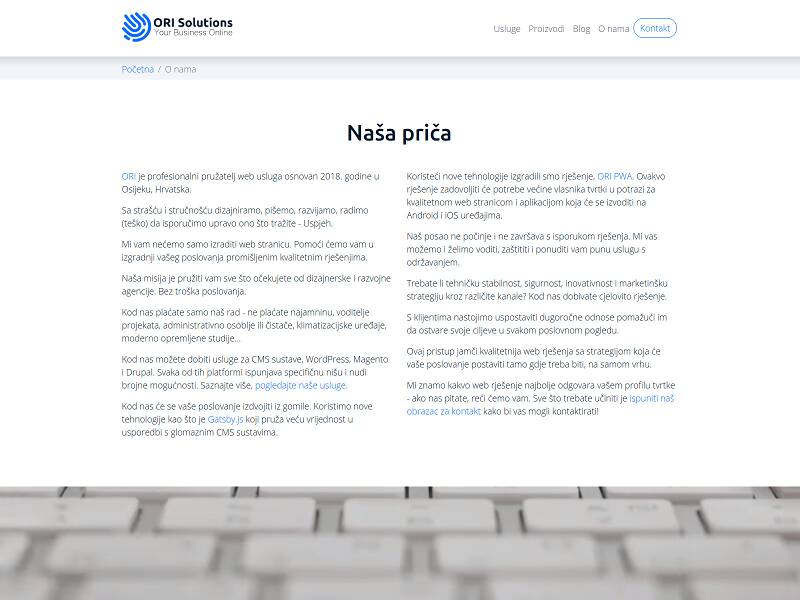 ORI Solutions
Your Business Online
Usluge Proizvodi Blog O nama Kontakt
Početna / O nama
Naša priča
ORI je profesionalni pružatelj web usluga osnovan 2018. godine u
Osijeku, Hrvatska.
Sa strašću i stručnošću dizajniramo, pišemo, razvijamo, radimo
(teško) da isporučimo upravo ono što tražite - Uspjeh.
Mi vam nećemo samo izraditi web stranicu. Pomoći ćemo vam u
izgradnji vašeg poslovanja promišljenim kvalitetnim rješenjima.
Naša misija je pružiti vam sve što očekujete od dizajnerske i razvojne
agencije. Bez troška poslovanja.
Kod nas plaćate samo naš rad - ne plaćate najamninu, voditelje
projekata, administrativno osoblje ili čistače, klimatizacijske uređaje,
moderno opremljene studije...
Kod nas možete dobiti usluge za CMS sustave, WordPress, Magento
i Drupal. Svaka od tih platformi ispunjava specifičnu nišu i nudi
brojne mogućnosti. Saznajte više, pogledajte naše usluge.
Kod nas će se vaše poslovanje izdvojiti iz gomile. Koristimo nove
tehnologije kao što je Gatsby.js koji pruža veću vrijednost u
usporedbi s glomaznim CMS sustavima.
Koristeći nove tehnologije izgradili smo rješenje, ORI PWA. Ovakvo
rješenje zadovoljiti će potrebe većine vlasnika tvrtki u potrazi za
kvalitetnom web stranicom i aplikacijom koja će se izvoditi na
Android i iOS uređajima.
Naš posao ne počinje i ne završava s isporukom rješenja. Mi vas
možemo i želimo voditi, zaštititi i ponuditi vam punu uslugu s
održavanjem.
Trebate li tehničku stabilnost, sigurnost, inovativnost i marketinšku
strategiju kroz različite kanale? Kod nas dobivate cjelovito rješenje.
S klijentima nastojimo uspostaviti dugoročne odnose pomažući im
da ostvare svoje ciljeve u svakom poslovnom pogledu.
Ovaj pristup jamči kvalitetnija web rješenja sa strategijom koja će
vaše poslovanje postaviti tamo gdje treba biti, na samom vrhu.
Mi znamo kakvo web rješenje najbolje odgovara vašem profilu tvrtke
- ako nas pitate, reći ćemo vam. Sve što trebate učiniti je ispuniti naš
obrazac za kontakt kako bi vas mogli kontaktirati!